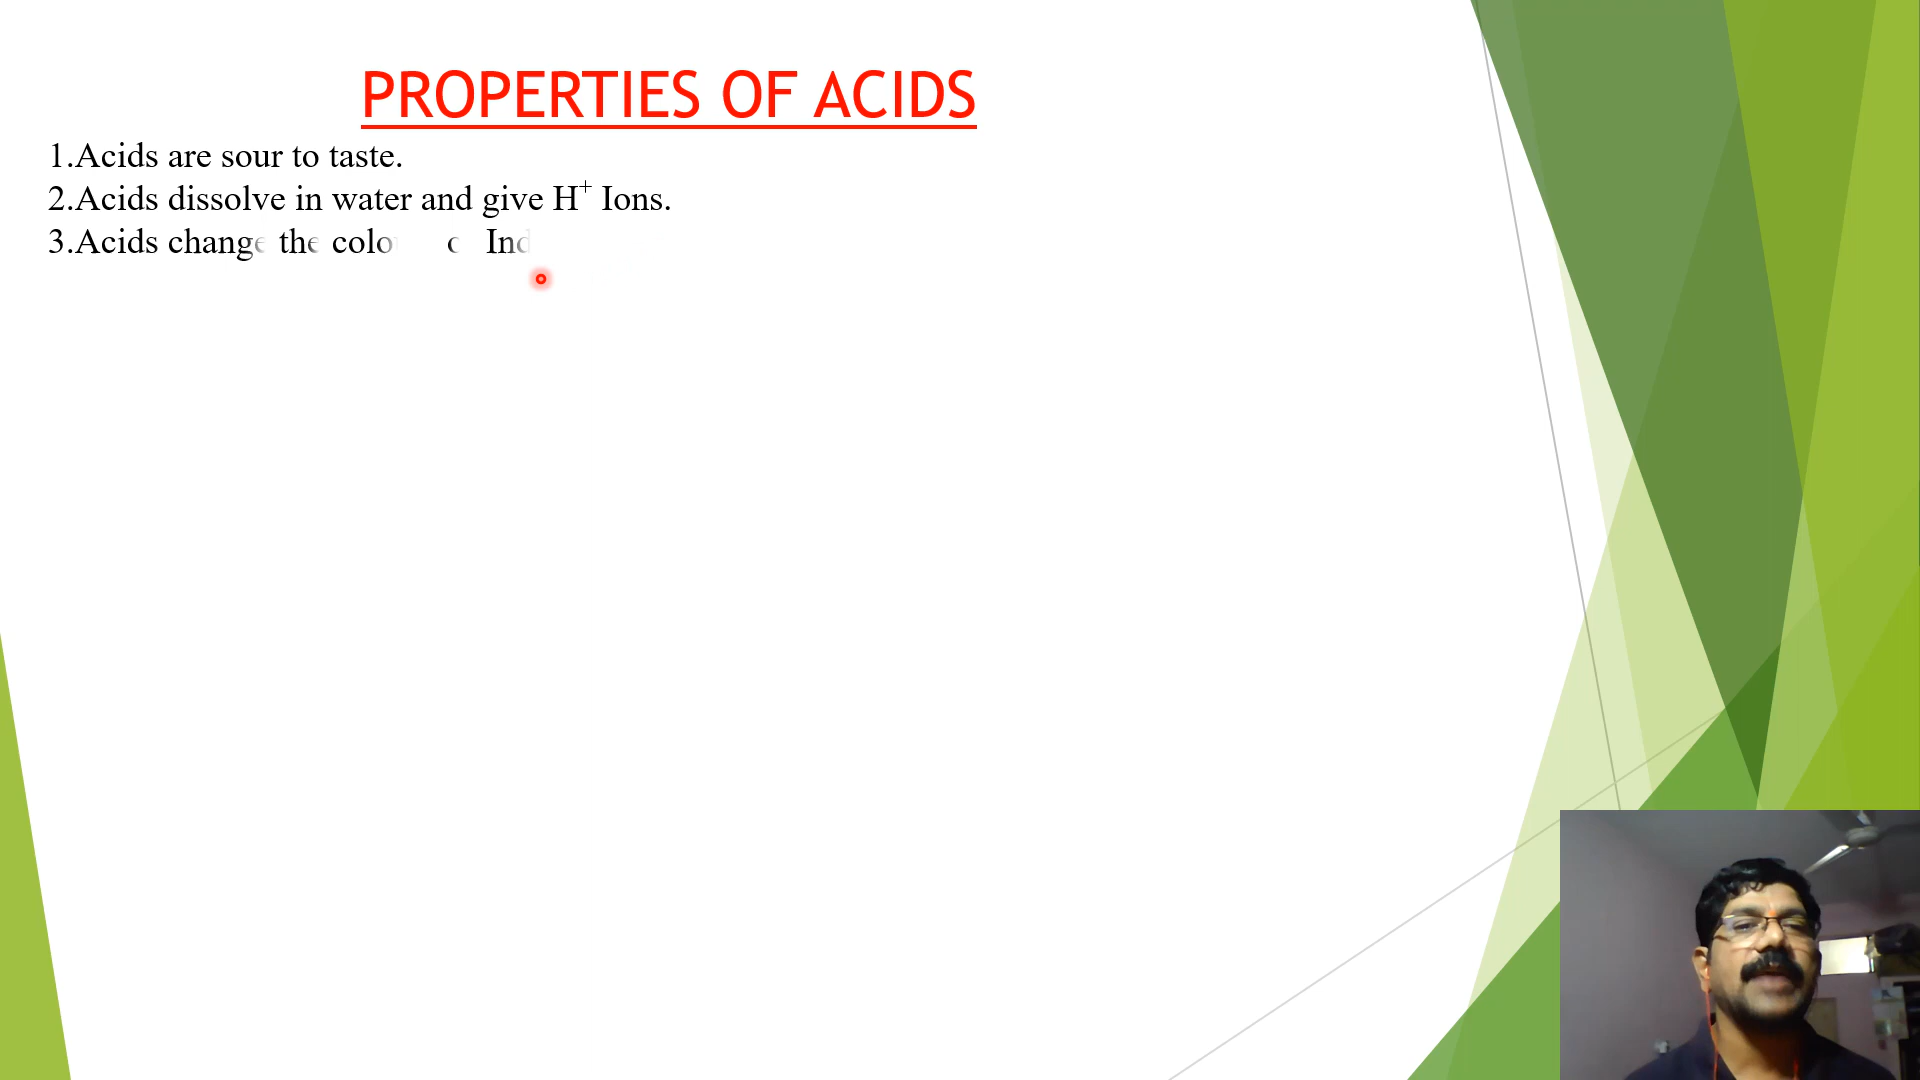 PROPERTIES OF ACIDS
1.Acids are sour to taste.
2.Acids dissolve in water and give H⁺ Ions.
3.Acids change the colo